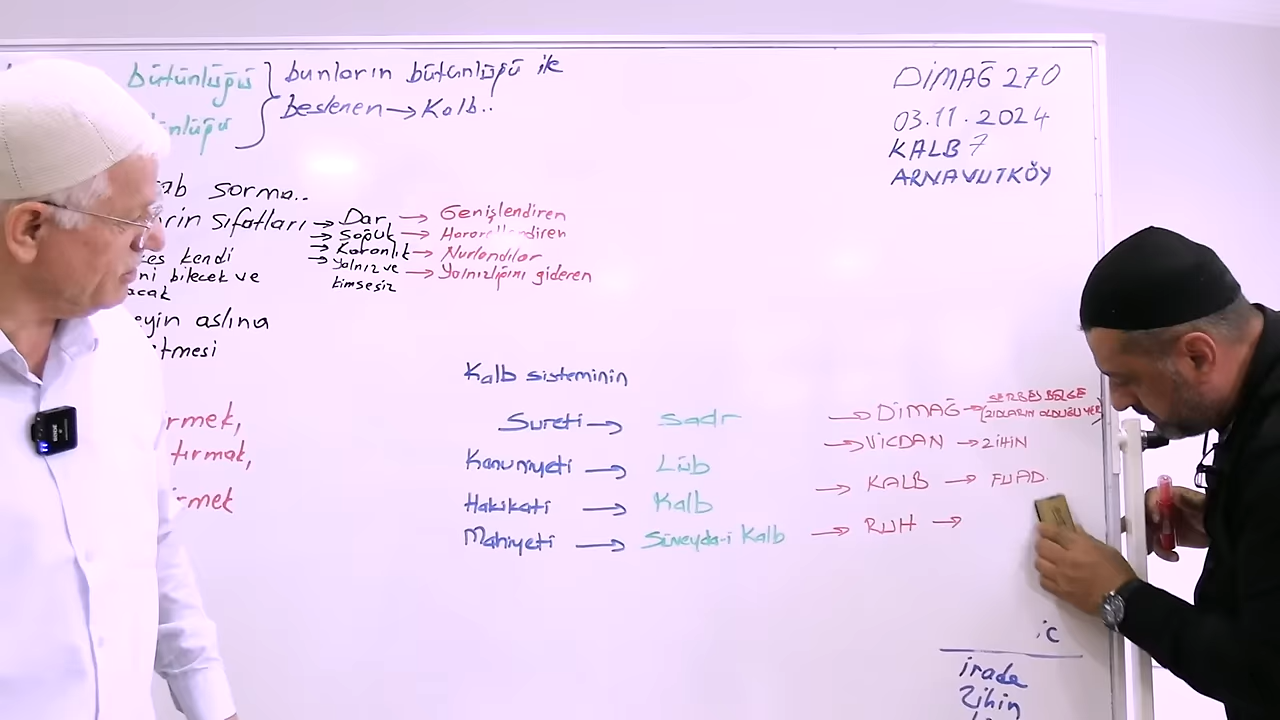 bütünlüğü
bunların bütünlüğü ile
beslenen → Kalb..
DİMAĞ 270
03.11.2024
KALB 7
ARNAVUTKÖY
sorma..
sıfatları → Dar → Genişlendiren
→ Soğuk →
→ Karanlık → Nurlandılar
→ Yalnız ve → Yalnızlığını gideren
kimsesiz
kendi
bilecek ve
aslına
Kalb sisteminin
Sureti → Sadr → DİMAĞ → SERBES BÖLGE
(ZIDLARIN OLDUĞU YER)
Kanuniyeti → Lüb → VİCDAN → ZİHİN
Hakikati → Kalb → KALB → FUAD.
Mahiyeti → Süveyda-i Kalb → RUH →
iç
irade
Zihin